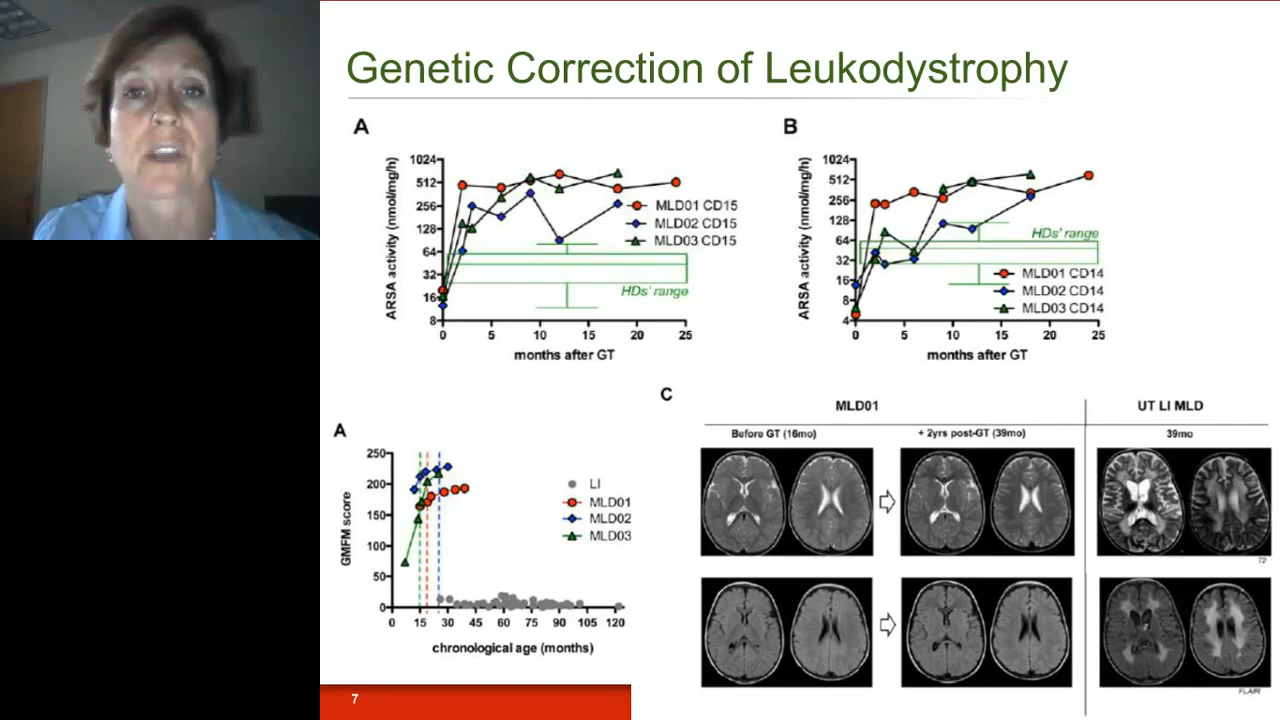 Genetic Correction of Leukodystrophy
A
ARSA activity (nmol/mg/h)
1024
512
256
128
64
32
16
8
0
5
10
15
20
25
months after GT
MLD01 CD15
MLD02 CD15
MLD03 CD15
HDs' range
B
ARSA activity (nmol/mg/h)
1024
512
256
128
64
32
16
8
4
0
5
10
15
20
25
months after GT
HDs' range
MLD01 CD14
MLD02 CD14
MLD03 CD14
A
GMFM score
250
200
150
100
50
0
0
15
30
45
60
75
90
105
120
chronological age (months)
LI
MLD01
MLD02
MLD03
C
MLD01
UT LI MLD
Before GT (16mo)
+ 2yrs post-GT (39mo)
39mo
T2
FLAIR
7